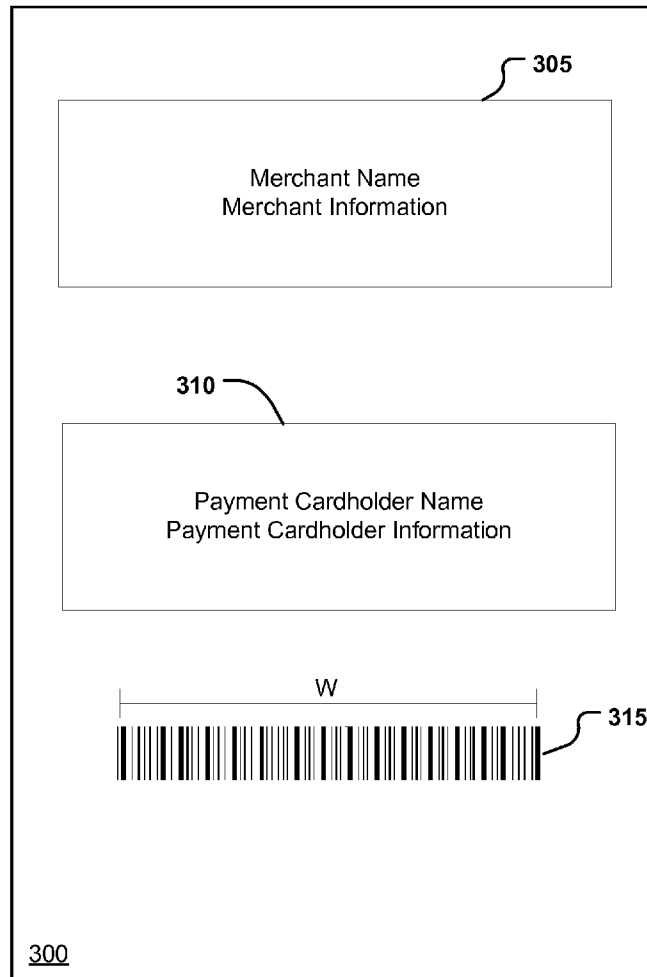 305
Merchant Name
Merchant Information
310
Payment Cardholder Name
Payment Cardholder Information
W
315
300